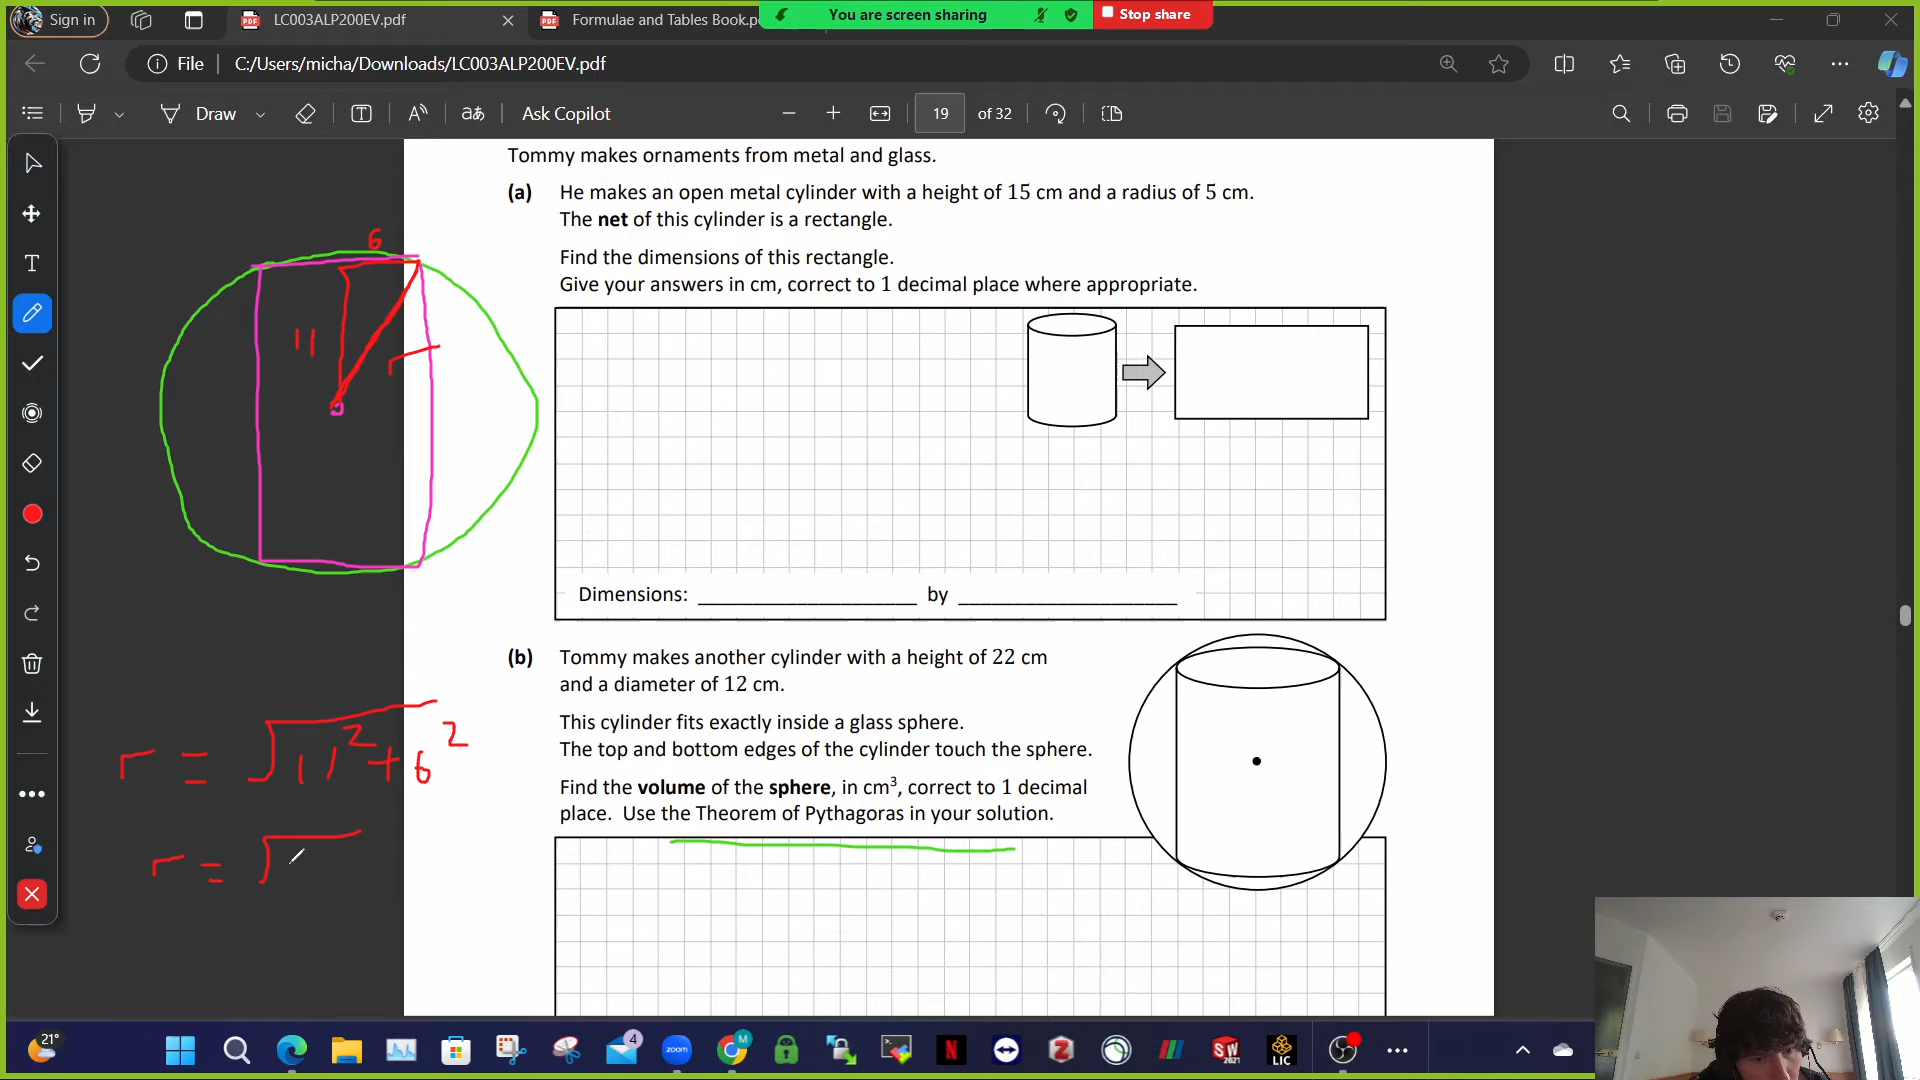 Sign in
LC003ALP200EV.pdf
Formulae and Tables Book.p
You are screen sharing
Stop share
File
C:/Users/micha/Downloads/LC003ALP200EV.pdf
Draw
Ask Copilot
19 of 32
Tommy makes ornaments from metal and glass.
(a) He makes an open metal cylinder with a height of 15 cm and a radius of 5 cm.
The net of this cylinder is a rectangle.
Find the dimensions of this rectangle.
Give your answers in cm, correct to 1 decimal place where appropriate.
6
11
r
Dimensions: ____________________ by ____________________
(b) Tommy makes another cylinder with a height of 22 cm
and a diameter of 12 cm.
This cylinder fits exactly inside a glass sphere.
The top and bottom edges of the cylinder touch the sphere.
Find the volume of the sphere, in cm³, correct to 1 decimal
place. Use the Theorem of Pythagoras in your solution.
r = √11² + 6²
r = √
21°
4
zoom
M
N
Z
SW
2021
LIC